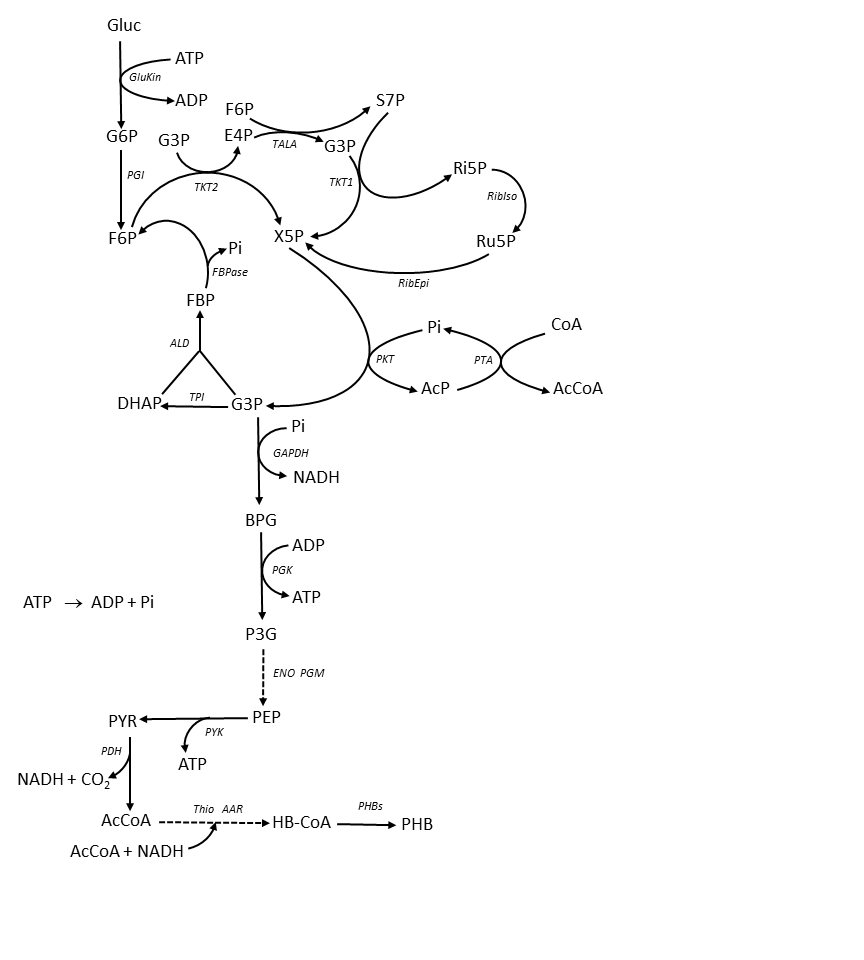 Gluc
ATP
GluKin
ADP
F6P
S7P
G6P
G3P
E4P
TALA
G3P
PGI
TKT2
TKT1
Ri5P
RibIso
F6P
Pi
X5P
Ru5P
FBPase
RibEpi
FBP
ALD
Pi
CoA
PKT
PTA
AcP
AcCoA
DHAP
TPI
G3P
Pi
GAPDH
NADH
BPG
ADP
PGK
ATP
ATP → ADP + Pi
P3G
ENO PGM
PYR
PEP
PYK
PDH
ATP
NADH + CO2
Thio AAR
PHBs
AcCoA
HB-CoA
PHB
AcCoA + NADH